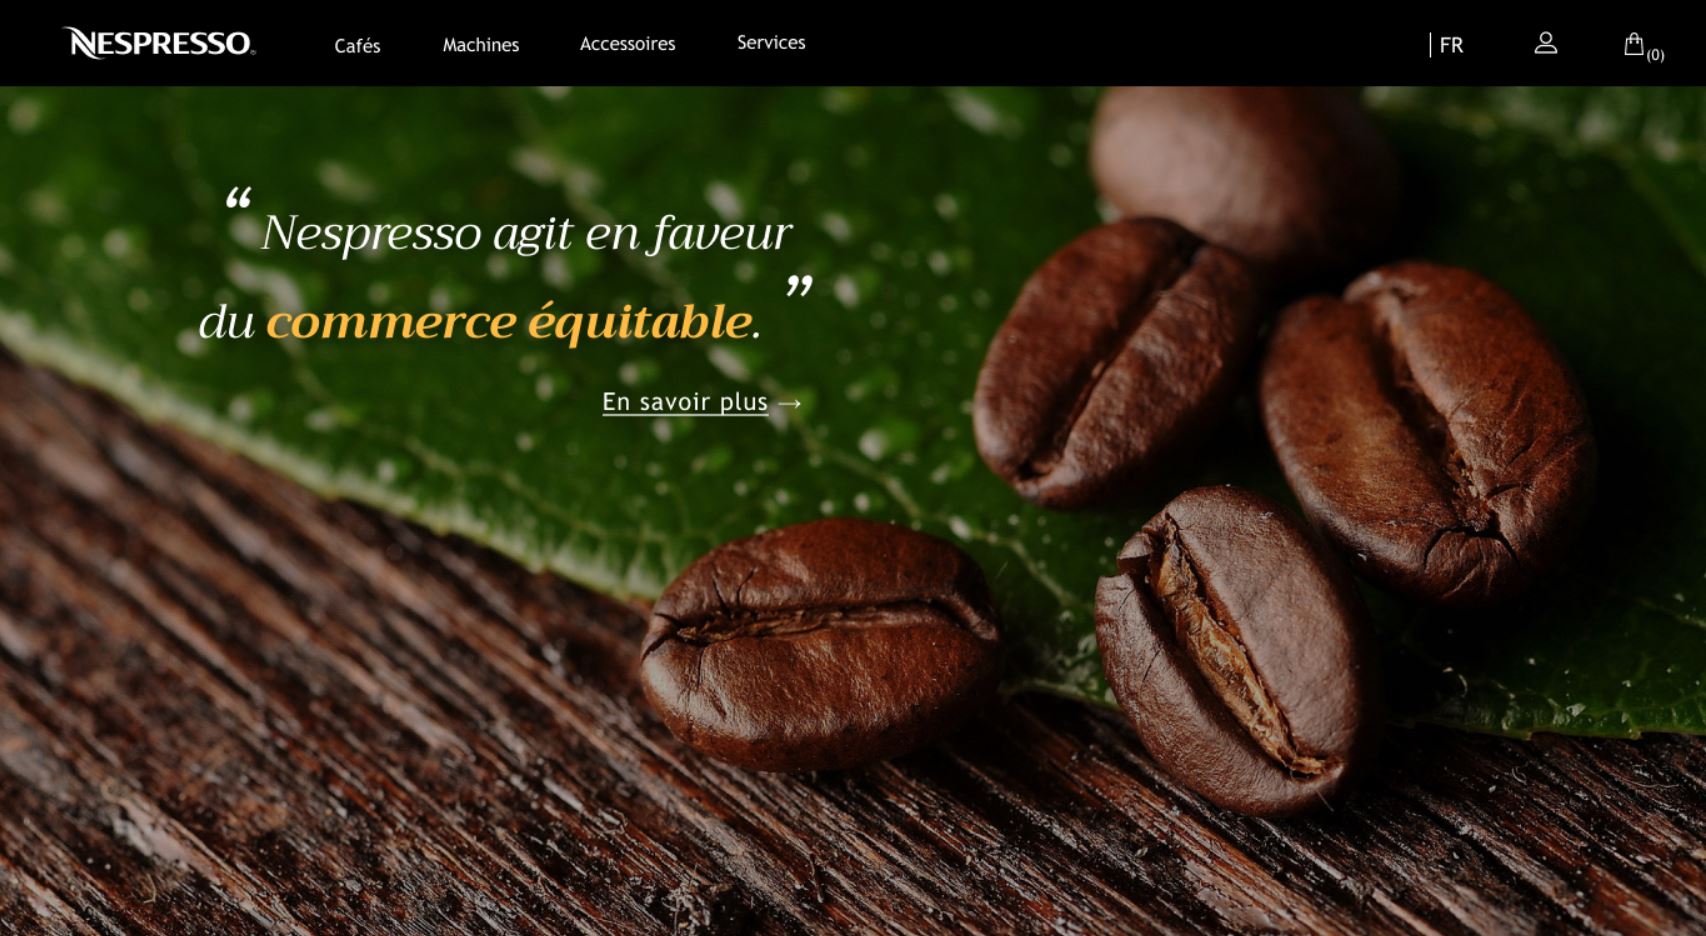 NESPRESSO
Cafés
Machines
Accessoires
Services
| FR
(0)
“ Nespresso agit en faveur
du commerce équitable. ”
En savoir plus →